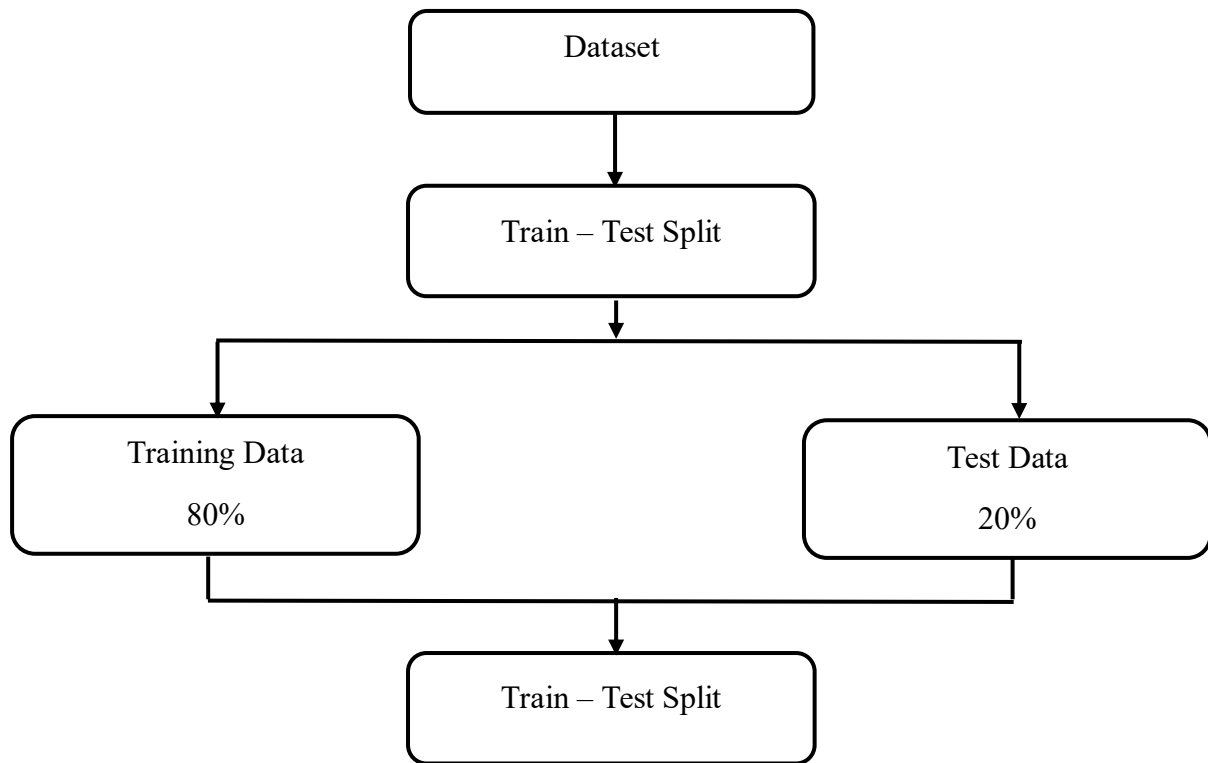 Dataset
Train – Test Split
Training Data
80%
Test Data
20%
Train – Test Split